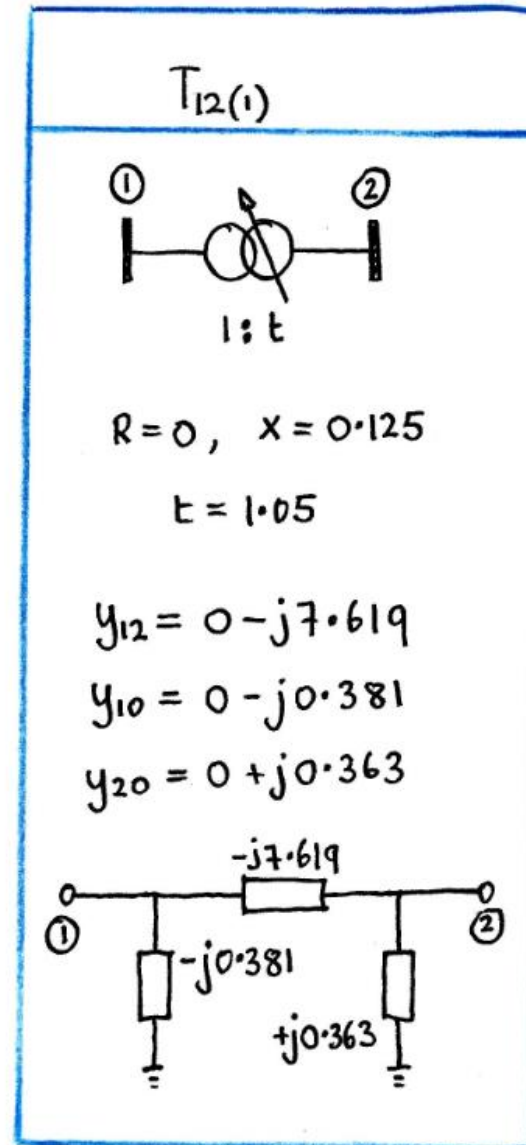 T12(1)
① ②
1:t
R = 0, X = 0·125
t = 1·05
y12 = 0 - j7·619
y10 = 0 - j0·381
y20 = 0 + j0·363
-j7·619
① ②
-j0·381
+j0·363